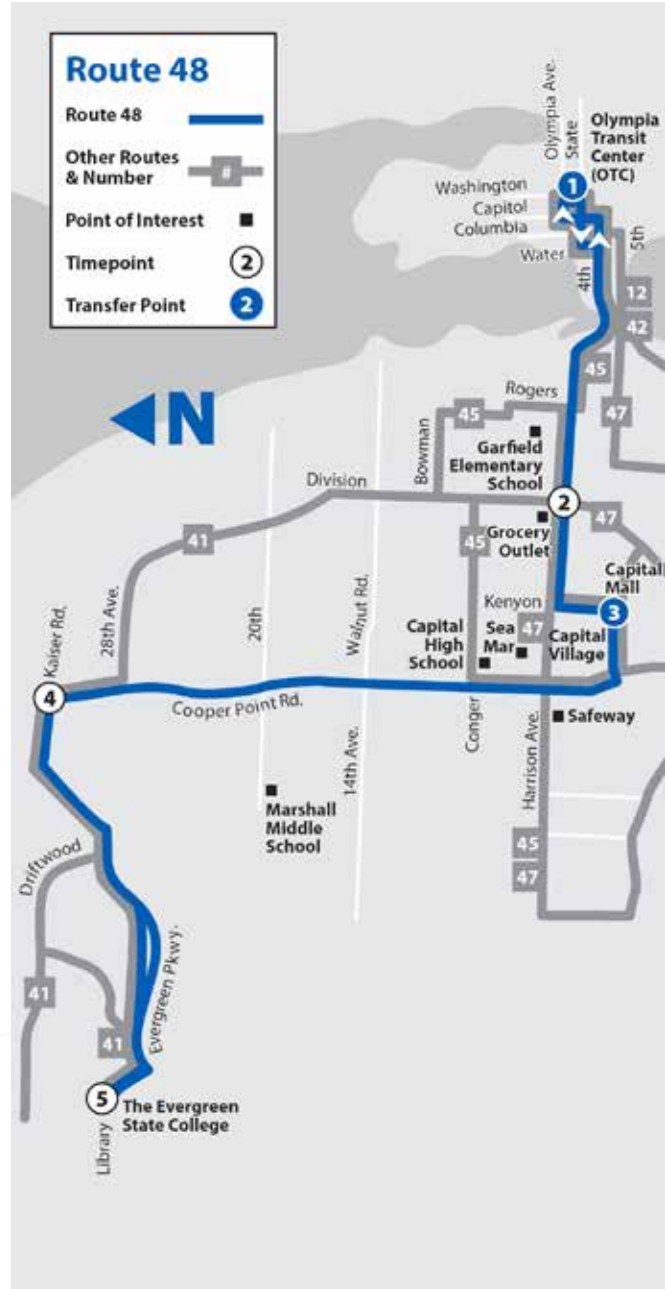 Route 48
Route 48
Other Routes
& Number
#
Point of Interest
Timepoint
2
Transfer Point
2
Olympia Ave.
State
Olympia
Transit
Center
(OTC)
1
Washington
Capitol
Columbia
Water
4th
5th
12
42
45
47
N
Rogers
45
Bowman
Garfield
Elementary
School
Division
2
47
41
45
Grocery
Outlet
Capital
Mall
Kenyon
3
28th Ave.
20th
Walnut Rd.
Capital
High
School
Sea
Mar
47
Capital
Village
Kaiser Rd.
4
Cooper Point Rd.
Conger
Safeway
Harrison Ave.
14th Ave.
Marshall
Middle
School
45
47
Driftwood
41
Evergreen Pkwy.
41
5
The Evergreen
State College
Library